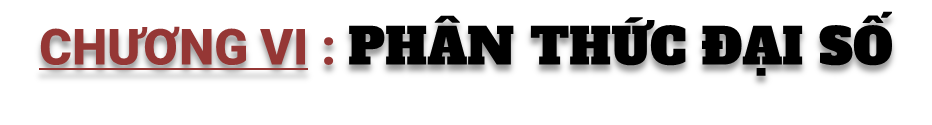 CHƯƠNG VI : PHÂN THỨC ĐẠI SỐ